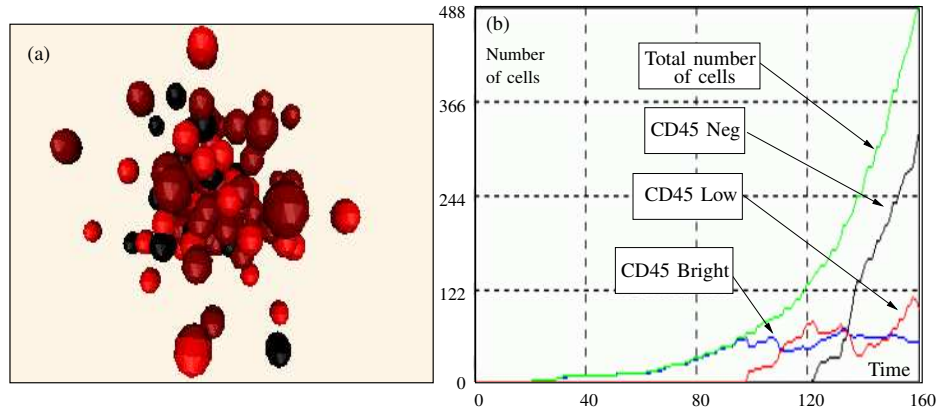 (a)
(b)
488
Number
of cells
Total number
of cells
366
CD45 Neg
244
CD45 Low
CD45 Bright
122
Time
0
0
40
80
120
160